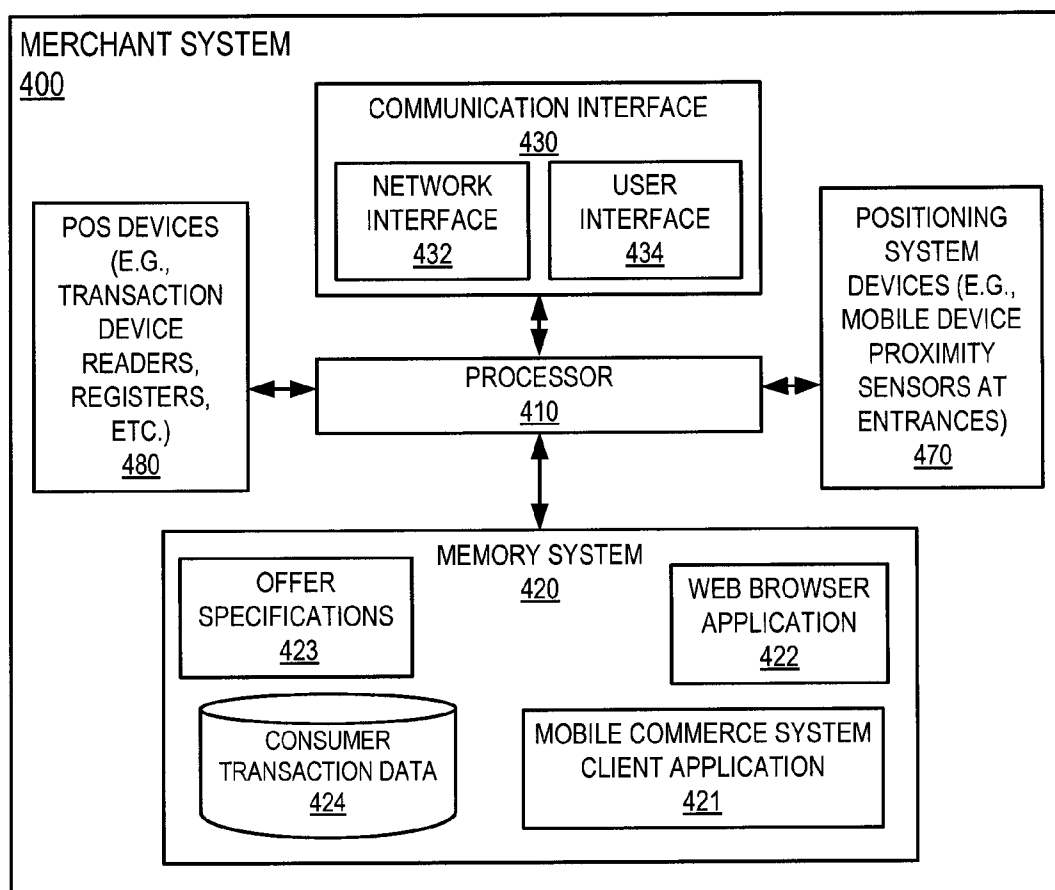 MERCHANT SYSTEM
400
COMMUNICATION INTERFACE
430
NETWORK
INTERFACE
432
USER
INTERFACE
434
POS DEVICES
(E.G.,
TRANSACTION
DEVICE
READERS,
REGISTERS,
ETC.)
480
PROCESSOR
410
POSITIONING
SYSTEM
DEVICES (E.G.,
MOBILE DEVICE
PROXIMITY
SENSORS AT
ENTRANCES)
470
MEMORY SYSTEM
420
OFFER
SPECIFICATIONS
423
WEB BROWSER
APPLICATION
422
CONSUMER
TRANSACTION DATA
424
MOBILE COMMERCE SYSTEM
CLIENT APPLICATION
421